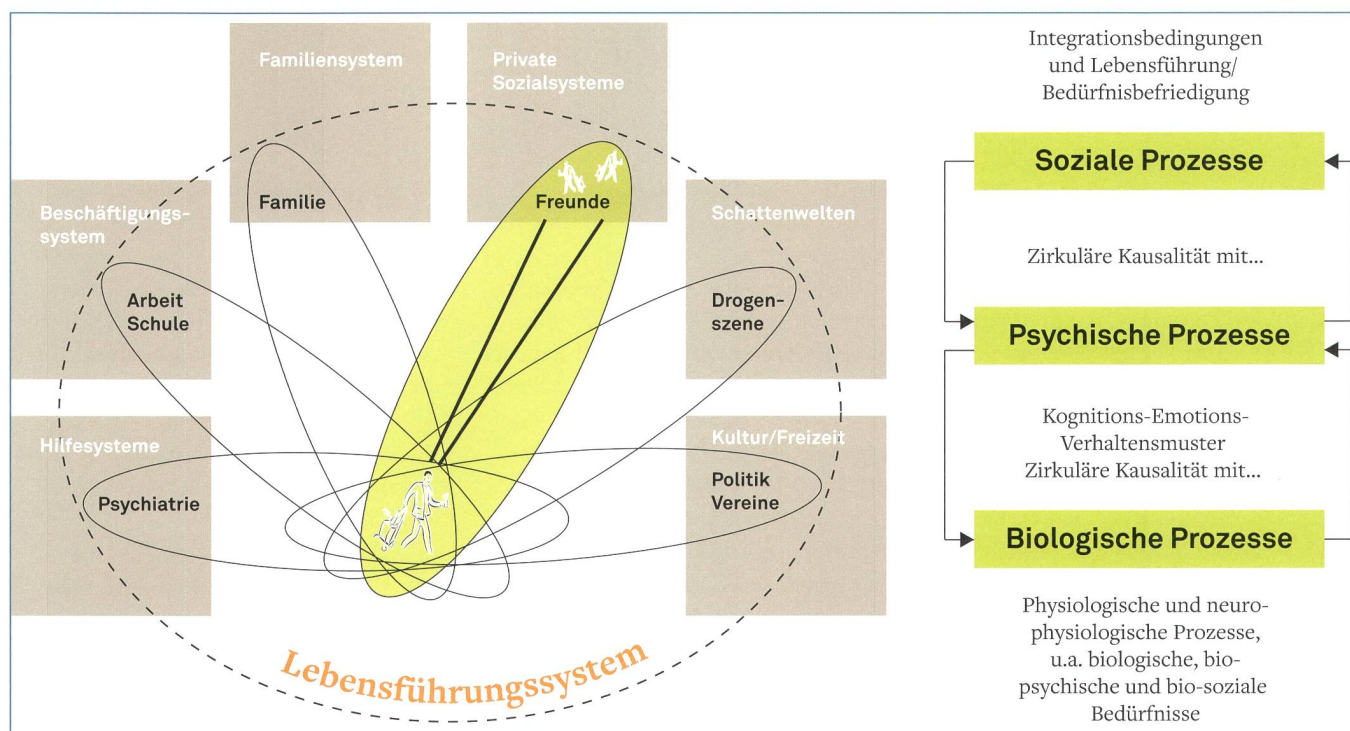 Familiensystem
Private
Sozialsysteme
Familie
Freunde
Beschäftigungs-
system
Arbeit
Schule
Schattenwelten
Drogen-
szene
Hilfesysteme
Psychiatrie
Kultur/Freizeit
Politik
Vereine
Lebensführungssystem
Integrationsbedingungen
und Lebensführung/
Bedürfnisbefriedigung
Soziale Prozesse
Zirkuläre Kausalität mit...
Psychische Prozesse
Kognitions-Emotions-
Verhaltensmuster
Zirkuläre Kausalität mit...
Biologische Prozesse
Physiologische und neuro-
physiologische Prozesse,
u.a. biologische, bio-
psychische und bio-soziale
Bedürfnisse